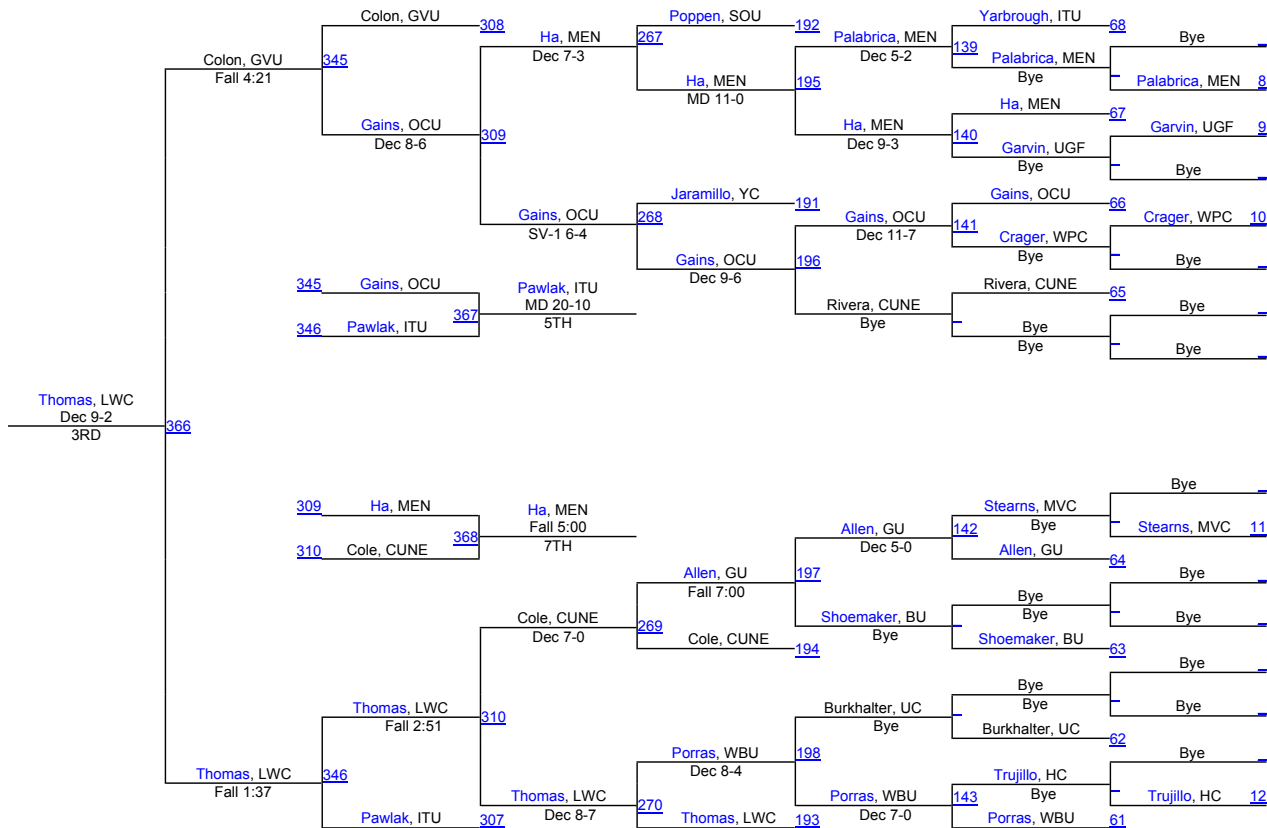 Colon, GVU
308
Poppen, SOU
192
Yarbrough, ITU
68
Ha, MEN
267
Palabrica, MEN
Bye
Dec 7-3
Dec 5-2
139
Colon, GVU
345
Palabrica, MEN
Fall 4:21
Bye
Ha, MEN
195
Palabrica, MEN
8
MD 11-0
Ha, MEN
67
Gains, OCU
309
Ha, MEN
140
Garvin, UGF
9
Dec 8-6
Dec 9-3
Garvin, UGF
Bye
Bye
Jaramillo, YC
191
Gains, OCU
66
Gains, OCU
268
Gains, OCU
141
Crager, WPC
10
SV-1 6-4
Dec 11-7
Crager, WPC
Bye
Gains, OCU
196
Bye
Dec 9-6
345
Gains, OCU
Pawlak, ITU
Rivera, CUNE
65
367
MD 20-10
Rivera, CUNE
Bye
346
Pawlak, ITU
5TH
Bye
Bye
Bye
Bye
Thomas, LWC
Dec 9-2
366
3RD
Bye
309
Ha, MEN
Ha, MEN
Stearns, MVC
368
Fall 5:00
Allen, GU
142
Bye
Stearns, MVC
11
310
Cole, CUNE
7TH
Dec 5-0
Allen, GU
64
Allen, GU
197
Bye
Fall 7:00
Bye
Cole, CUNE
269
Shoemaker, BU
Bye
Bye
Dec 7-0
Bye
Cole, CUNE
194
Shoemaker, BU
63
Bye
Bye
Thomas, LWC
310
Burkhalter, UC
Bye
Bye
Fall 2:51
Bye
Burkhalter, UC
62
Porras, WBU
198
Bye
Dec 8-4
Thomas, LWC
346
Trujillo, HC
Fall 1:37
Thomas, LWC
270
Porras, WBU
143
Bye
Trujillo, HC
12
Dec 8-7
Dec 7-0
Pawlak, ITU
307
Thomas, LWC
193
Porras, WBU
61